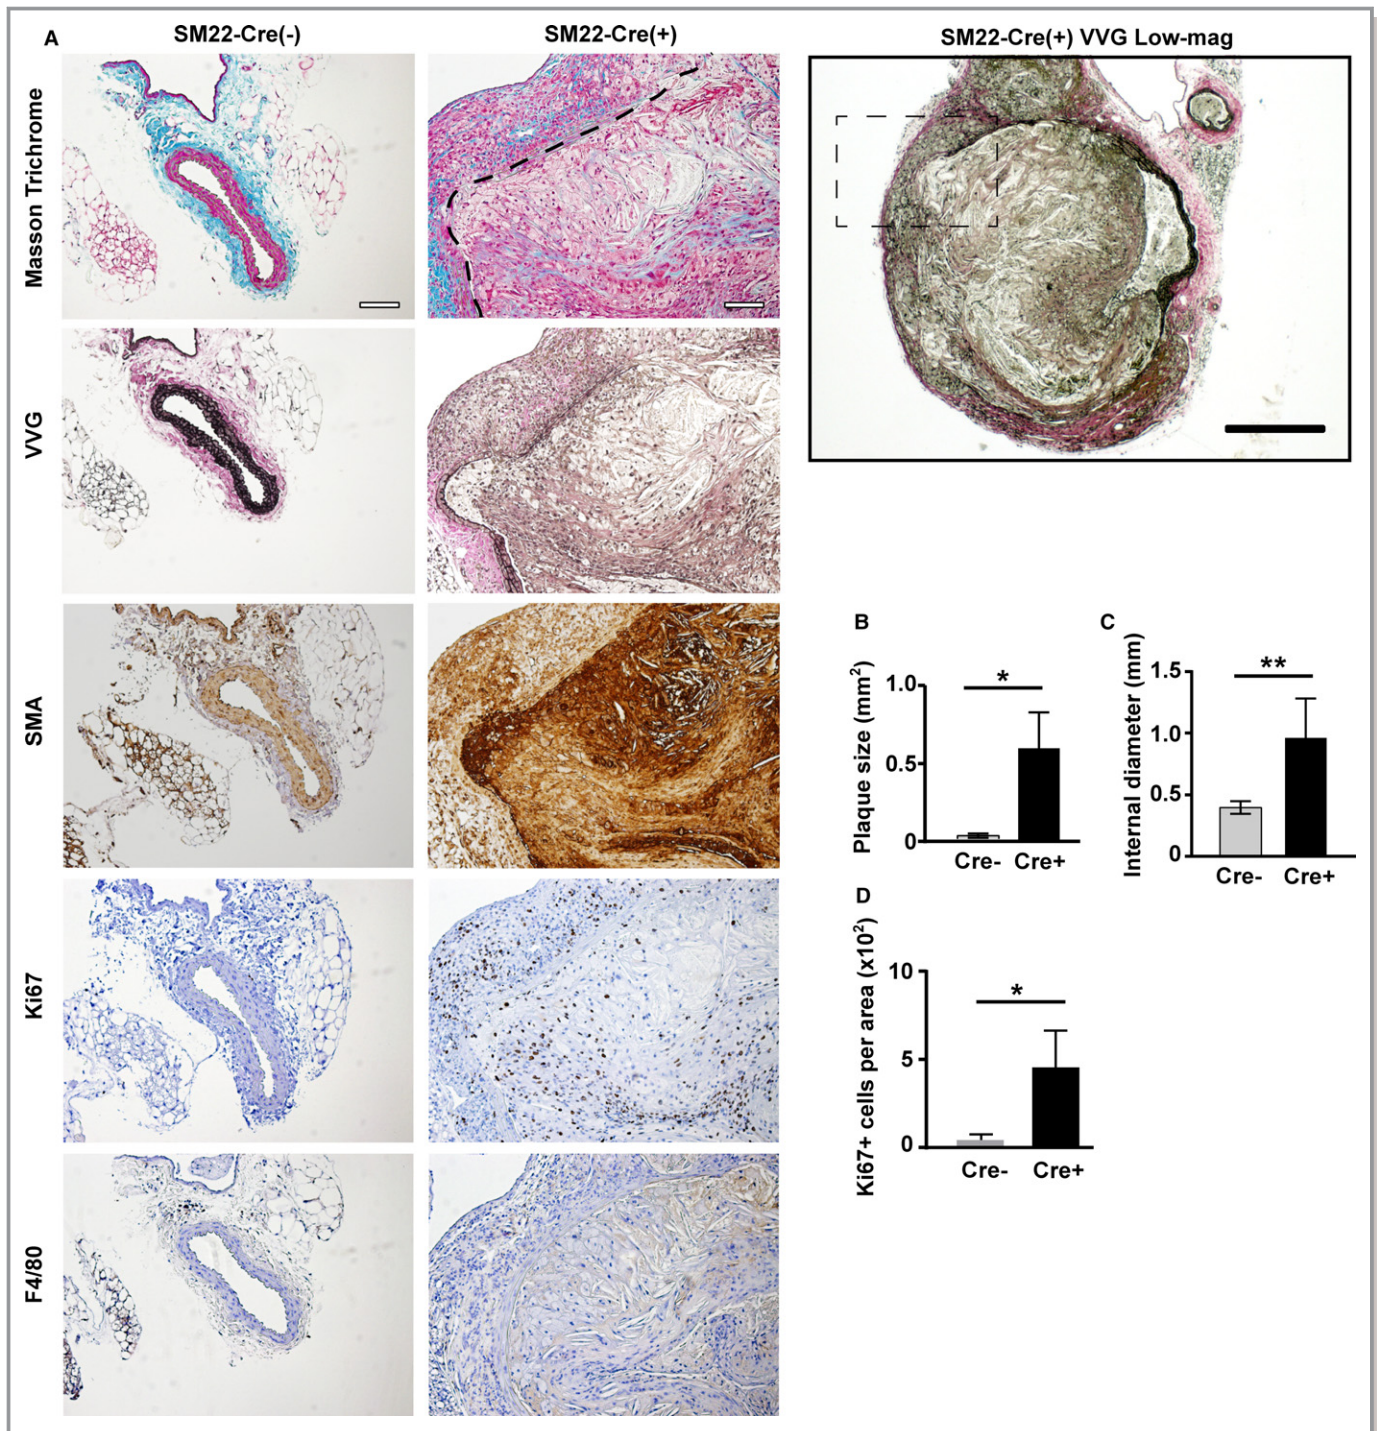 A
SM22-Cre(-)
SM22-Cre(+)
SM22-Cre(+) VVG Low-mag
Masson Trichrome
VVG
SMA
Ki67
F4/80
B
Plaque size (mm²)
1.0
0.5
0
*
Cre-
Cre+
C
Internal diameter (mm)
1.5
1.0
0.5
0
**
Cre-
Cre+
D
Ki67+ cells per area (x10²)
10
5
0
*
Cre-
Cre+